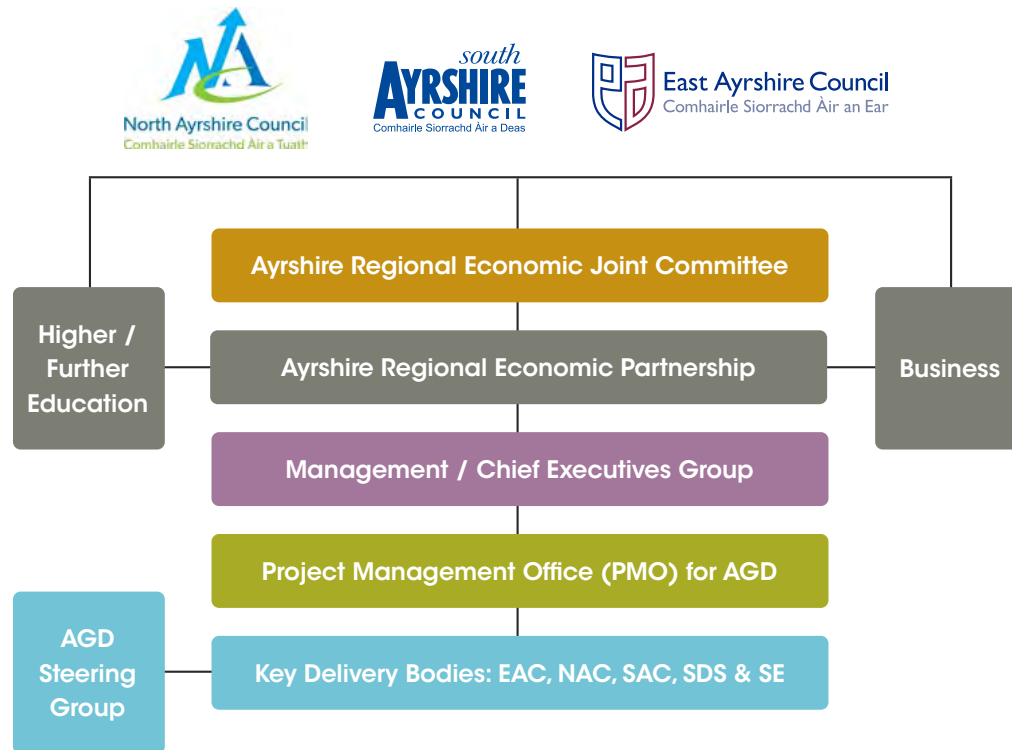 NA
North Ayrshire Council
Comhairle Siorrachd Àir a Tuath
south
AYRSHIRE
COUNCIL
Comhairle Siorrachd Àir a Deas
East Ayrshire Council
Comhairle Siorrachd Àir an Ear
Ayrshire Regional Economic Joint Committee
Higher /
Further
Education
Ayrshire Regional Economic Partnership
Business
Management / Chief Executives Group
Project Management Office (PMO) for AGD
AGD
Steering
Group
Key Delivery Bodies: EAC, NAC, SAC, SDS & SE